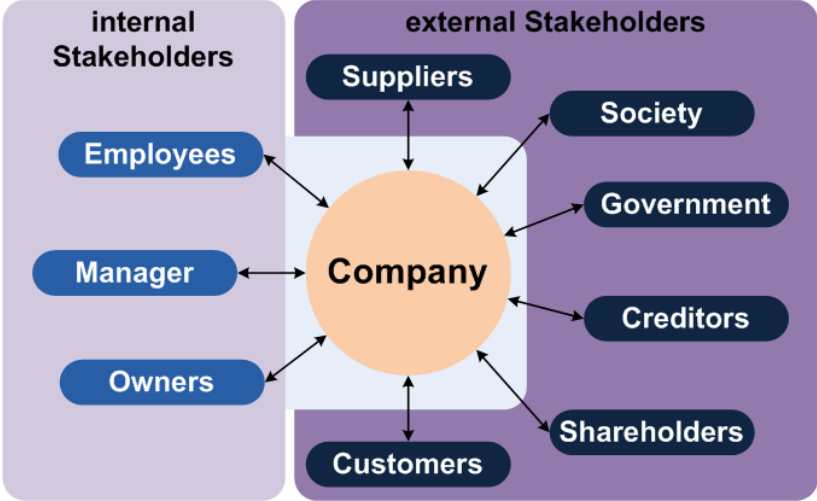 internal
Stakeholders
external Stakeholders
Suppliers
Society
Employees
Government
Manager
Company
Creditors
Owners
Shareholders
Customers